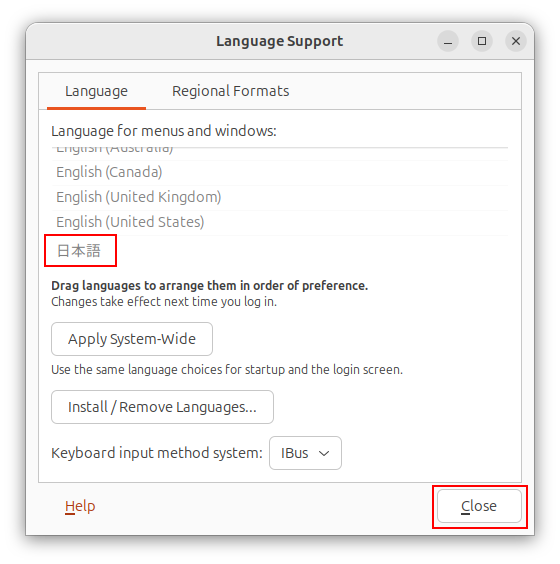 Language Support
Language Regional Formats
Language for menus and windows:
English (Australia)
English (Canada)
English (United Kingdom)
English (United States)
日本語
Drag languages to arrange them in order of preference.
Changes take effect next time you log in.
Apply System-Wide
Use the same language choices for startup and the login screen.
Install / Remove Languages...
Keyboard input method system: IBus
Help Close